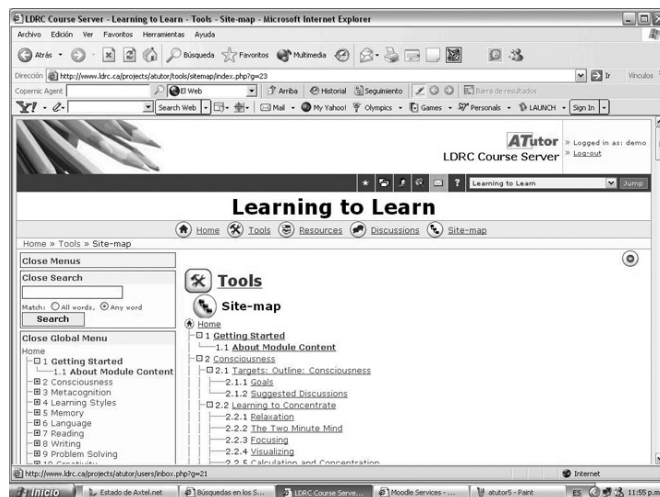 LDRC Course Server - Learning to Learn - Tools - Site-map - Microsoft Internet Explorer
Archivo Edición Ver Favoritos Herramientas Ayuda
Atrás Búsqueda Favoritos Multimedia
Dirección http://www.ldrc.ca/projects/atutor/tools/sitemap/index.php?g=23 Ir Vínculos
Copernic Agent El Web Arriba Historial Seguimiento Barra de resultados
Y! Search Web Mail My Yahoo! Olympics Games Personals LAUNCH Sign In
ATutor » Logged in as: demo
LDRC Course Server » Log-out
Learning to Learn Jump
Learning to Learn
Home Tools Resources Discussions Site-map
Home » Tools » Site-map
Close Menus
Close Search
Match: All words, Any word
Search
Close Global Menu
Home
1 Getting Started
1.1 About Module Content
2 Consciousness
3 Metacognition
4 Learning Styles
5 Memory
6 Language
7 Reading
8 Writing
9 Problem Solving
10 Creativity
Tools
Site-map
Home
1 Getting Started
1.1 About Module Content
2 Consciousness
2.1 Targets: Outline: Consciousness
2.1.1 Goals
2.1.2 Suggested Discussions
2.2 Learning to Concentrate
2.2.1 Relaxation
2.2.2 The Two Minute Mind
2.2.3 Focusing
2.2.4 Visualizing
2.2.5 Calculation and Concentration
http://www.ldrc.ca/projects/atutor/users/inbox.php?g=21 Internet
Inicio Estado de Axtel.net Búsquedas en los S... LDRC Course Serve... Moodle Services - ... atutor5 - Paint ES 11:55 p.m.